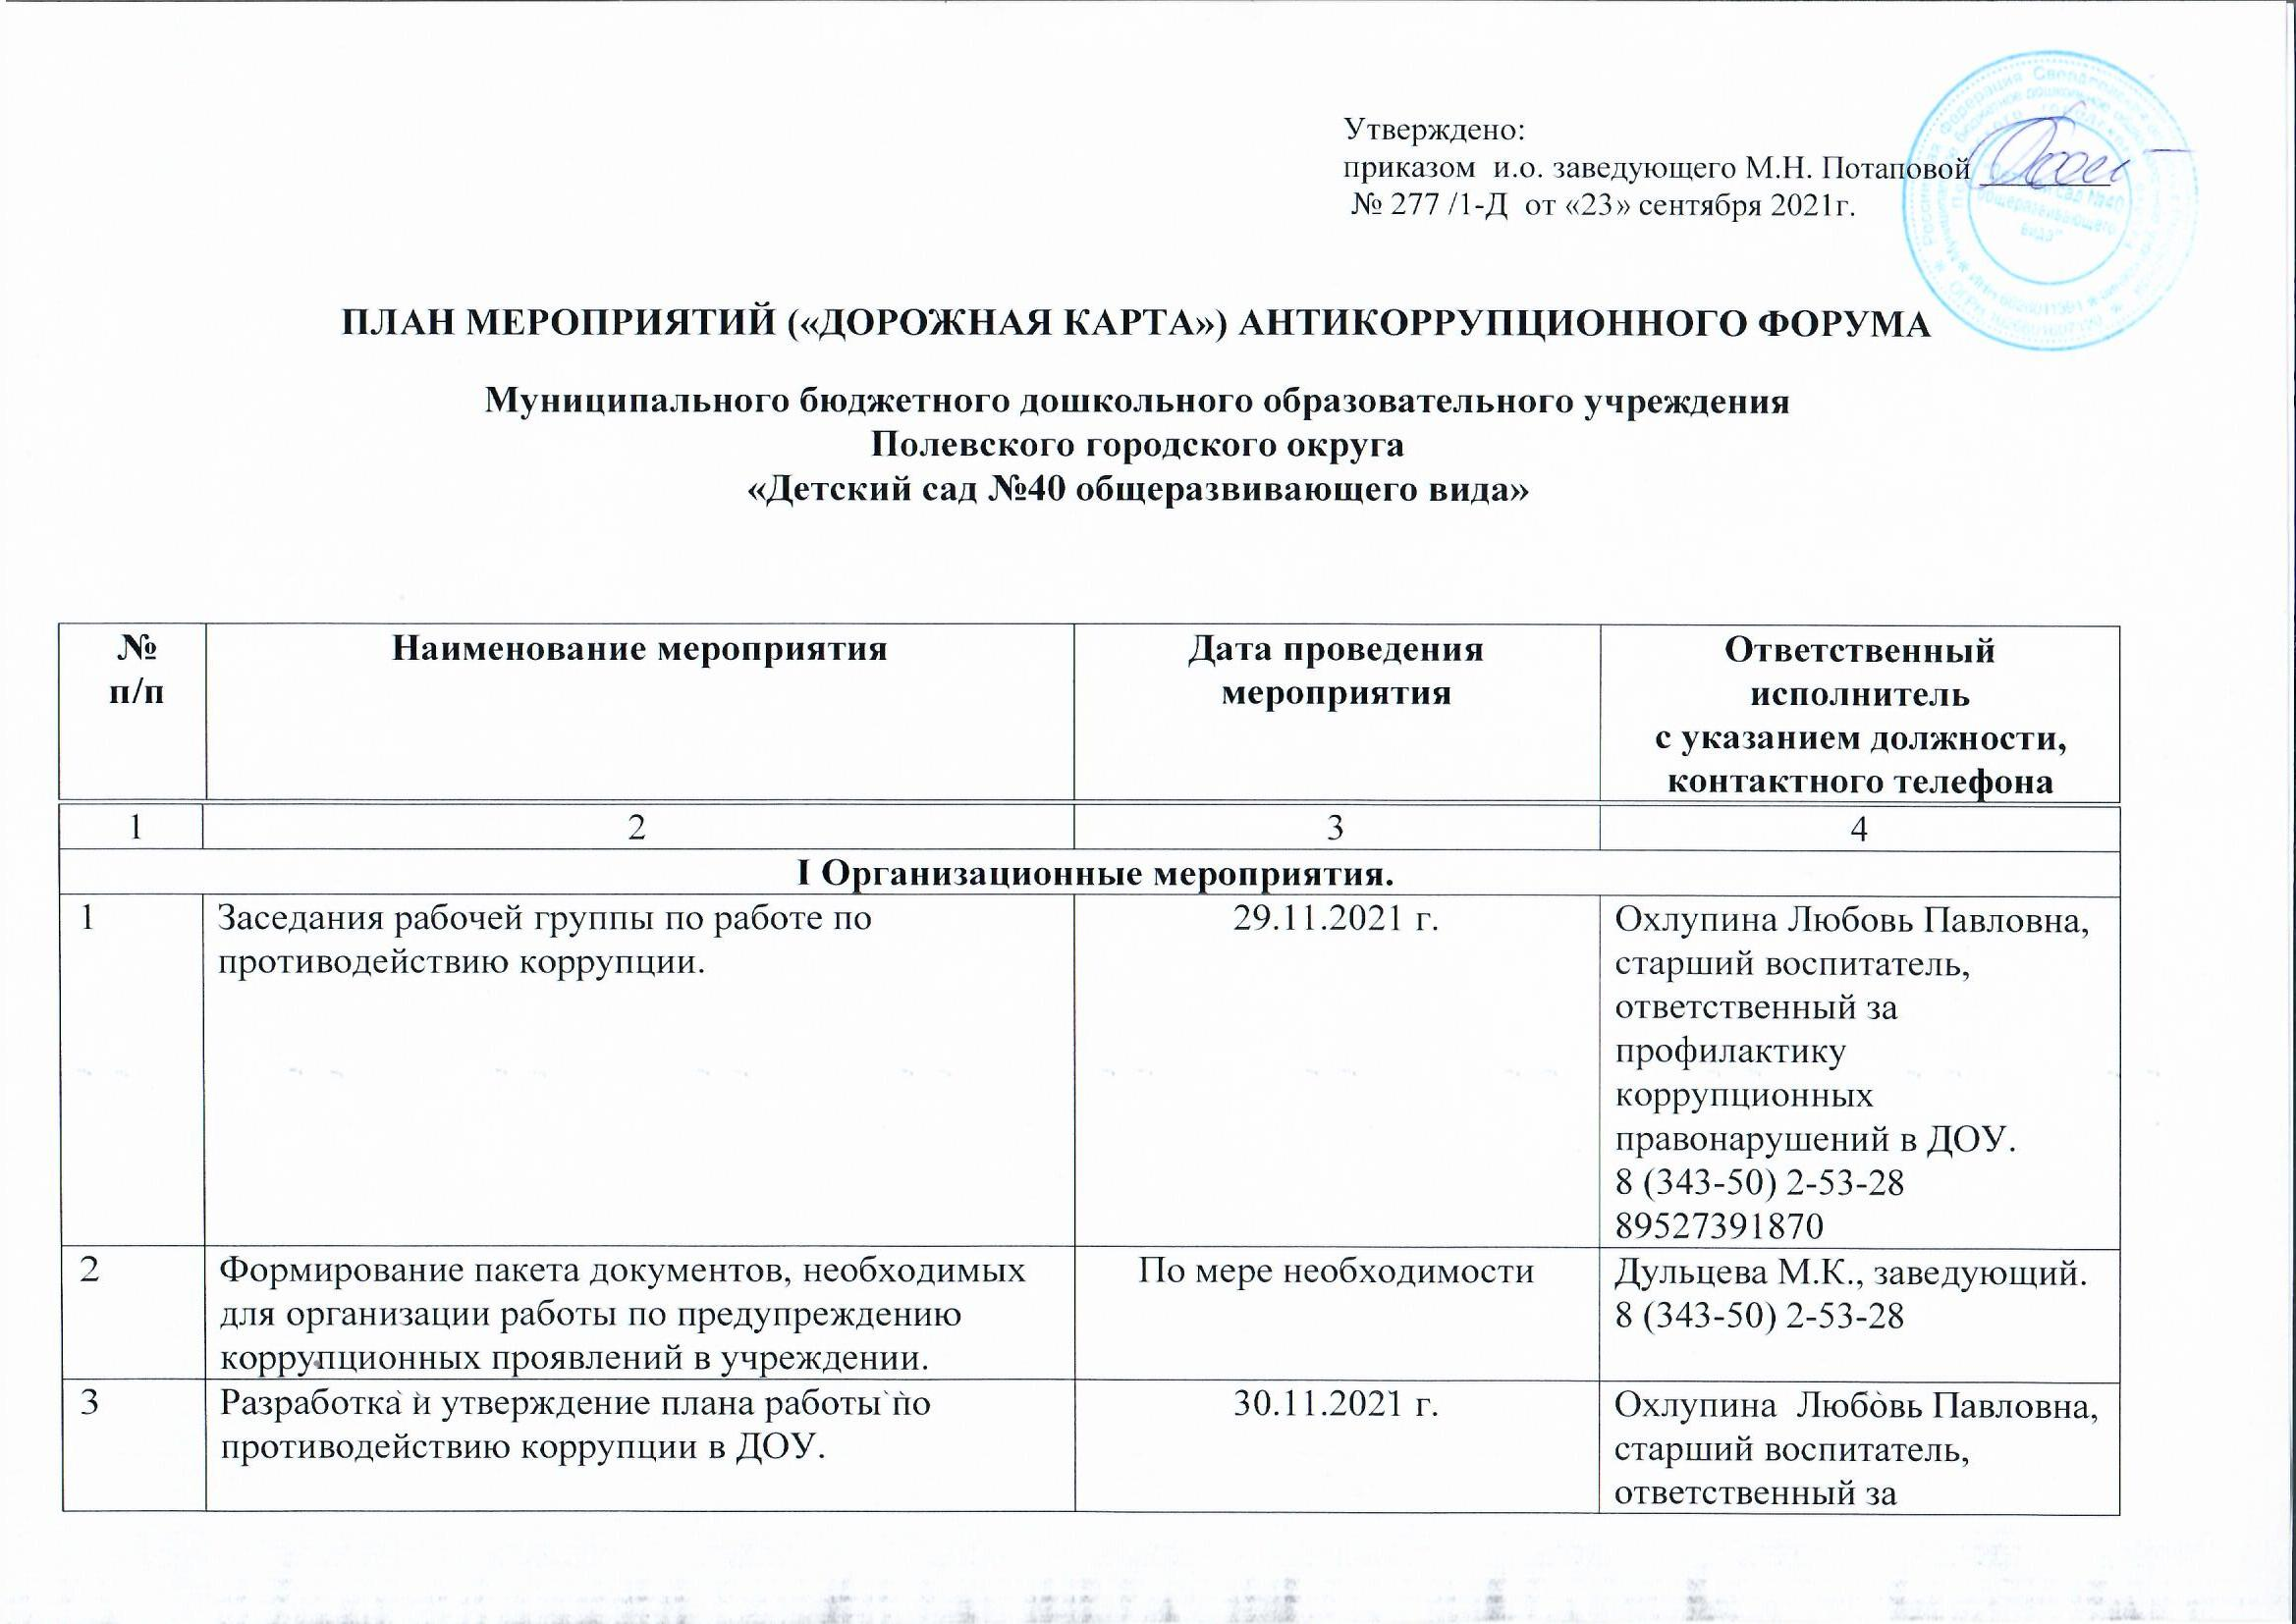 Утверждено:
приказом и.о. заведующего М.Н. Потаповой
№ 277 /1-Д от «23» сентября 2021г.
ПЛАН МЕРОПРИЯТИЙ («ДОРОЖНАЯ КАРТА») АНТИКОРРУПЦИОННОГО ФОРУМА
Муниципального бюджетного дошкольного образовательного учреждения
Полевского городского округа
«Детский сад №40 общеразвивающего вида»
№
п/п
Наименование мероприятия
Дата проведения
мероприятия
Ответственный
исполнитель
с указанием должности,
контактного телефона
1 2 3 4
I Организационные мероприятия.
1
Заседания рабочей группы по работе по
противодействию коррупции.
29.11.2021 г.
Охлупина Любовь Павловна,
старший воспитатель,
ответственный за
профилактику
коррупционных
правонарушений в ДОУ.
8 (343-50) 2-53-28
89527391870
2
Формирование пакета документов, необходимых
для организации работы по предупреждению
коррупционных проявлений в учреждении.
По мере необходимости
Дульцева М.К., заведующий.
8 (343-50) 2-53-28
3
Разработка и утверждение плана работы по
противодействию коррупции в ДОУ.
30.11.2021 г.
Охлупина Любовь Павловна,
старший воспитатель,
ответственный за